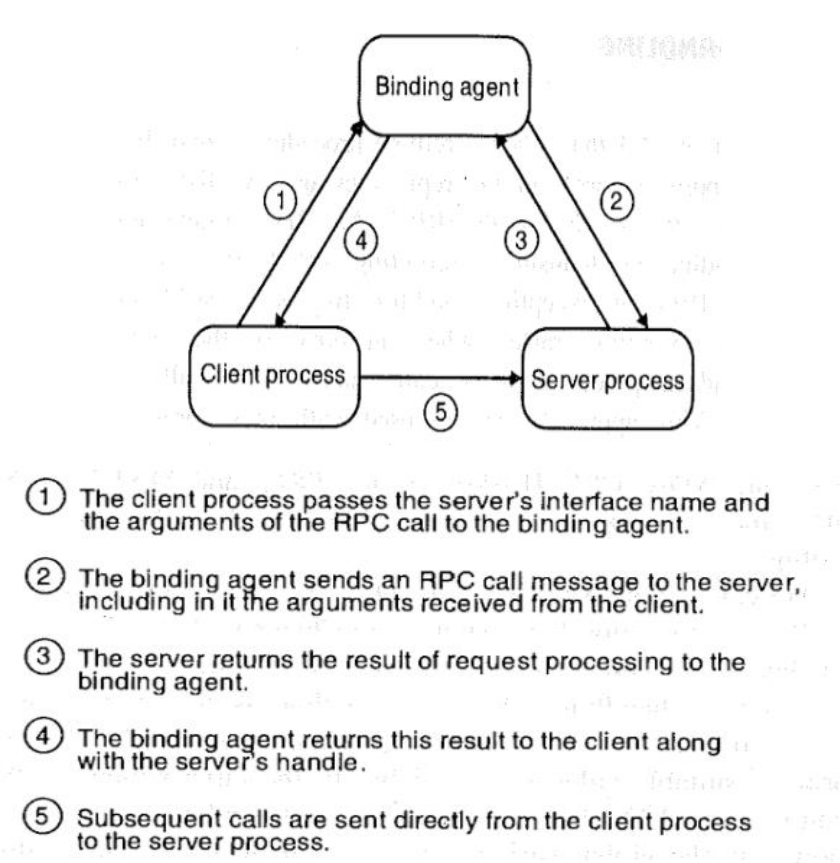 Binding agent
1
2
4
3
Client process
Server process
5
1 The client process passes the server's interface name and
the arguments of the RPC call to the binding agent.
2 The binding agent sends an RPC call message to the server,
including in it the arguments received from the client.
3 The server returns the result of request processing to the
binding agent.
4 The binding agent returns this result to the client along
with the server's handle.
5 Subsequent calls are sent directly from the client process
to the server process.